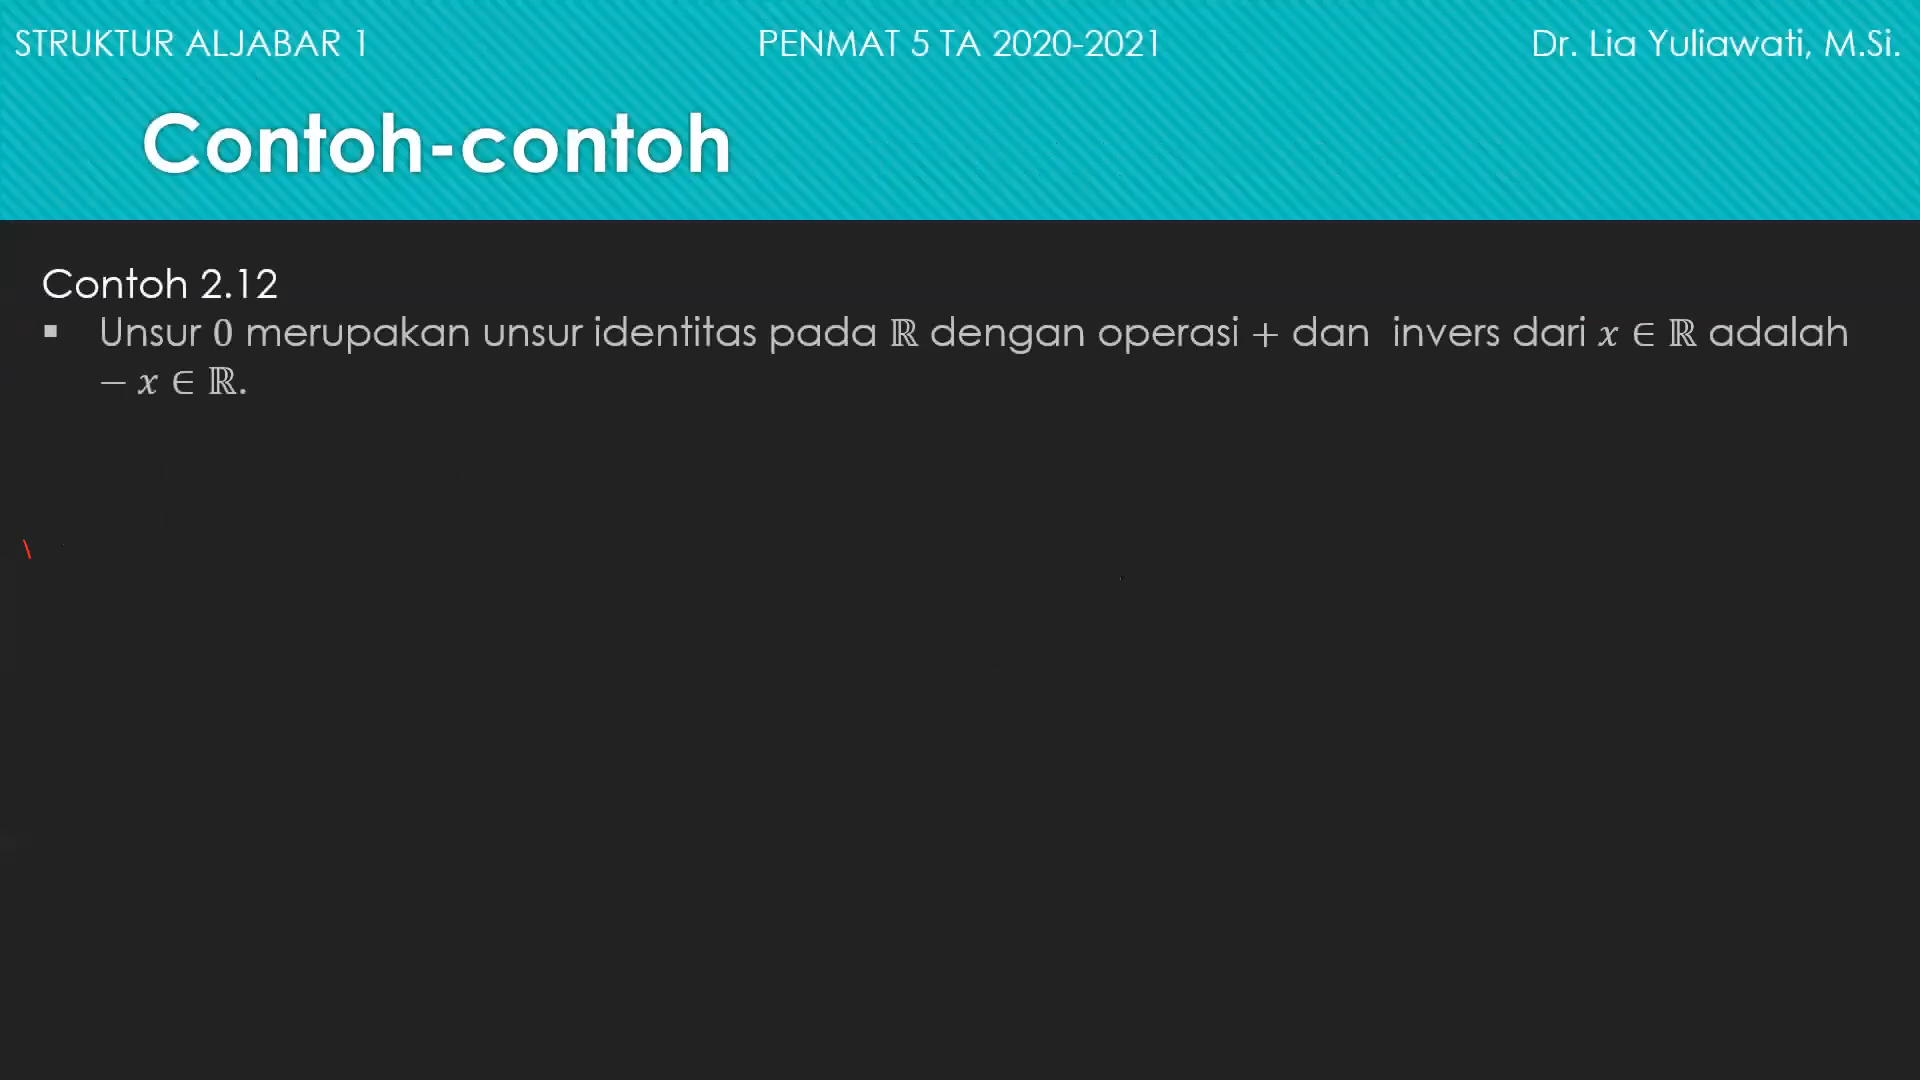 STRUKTUR ALJABAR 1 PENMAT 5 TA 2020-2021 Dr. Lia Yuliawati, M.Si.
Contoh-contoh
Contoh 2.12
▪ Unsur 0 merupakan unsur identitas pada ℝ dengan operasi + dan invers dari 𝑥 ∈ ℝ adalah
− 𝑥 ∈ ℝ.